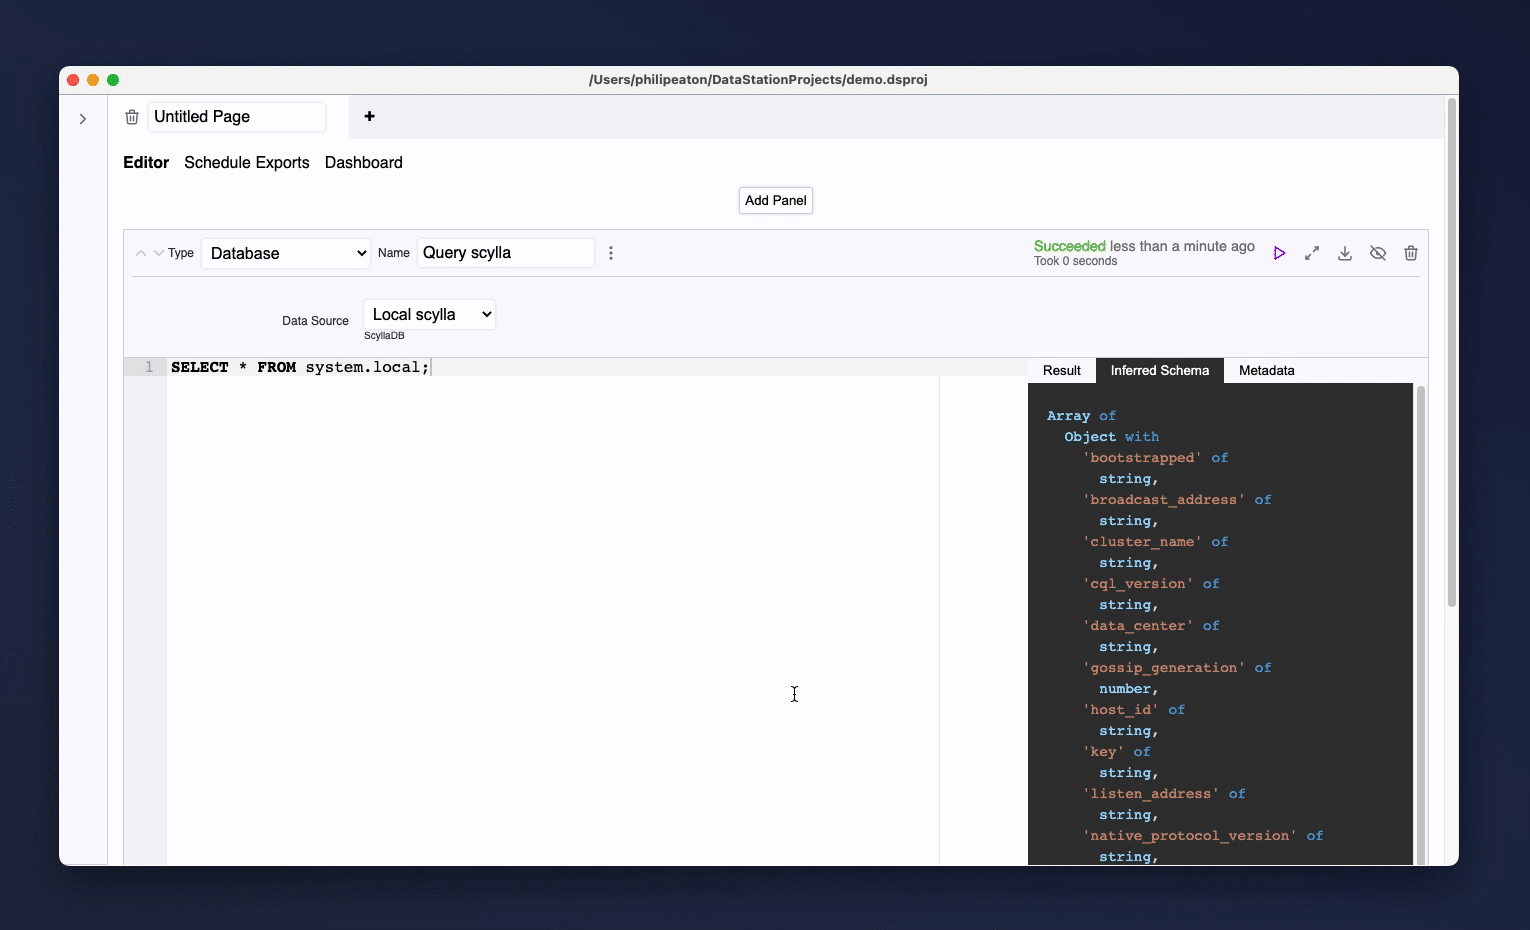 /Users/philipeaton/DataStationProjects/demo.dsproj
Untitled Page
+
Editor Schedule Exports Dashboard
Add Panel
Type Database Name Query scylla
Succeeded less than a minute ago
Took 0 seconds
Data Source Local scylla
ScyllaDB
1 SELECT * FROM system.local;
Result Inferred Schema Metadata
Array of
Object with
'bootstrapped' of
string,
'broadcast_address' of
string,
'cluster_name' of
string,
'cql_version' of
string,
'data_center' of
string,
'gossip_generation' of
number,
'host_id' of
string,
'key' of
string,
'listen_address' of
string,
'native_protocol_version' of
string,